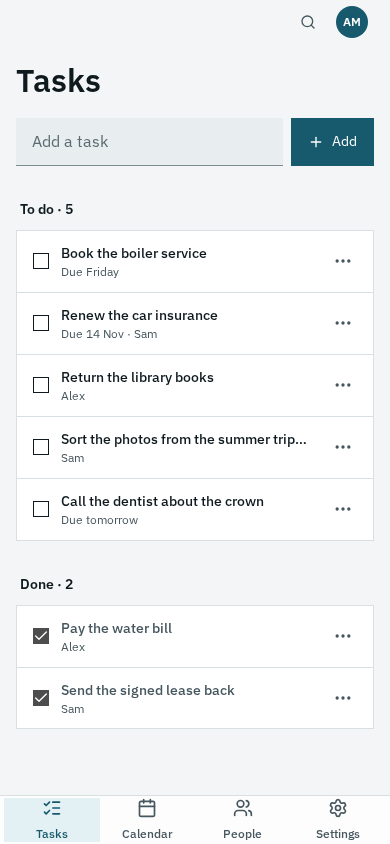 AM
Tasks
Add a task
Add
To do · 5
Book the boiler service
Due Friday
Renew the car insurance
Due 14 Nov · Sam
Return the library books
Alex
Sort the photos from the summer trip...
Sam
Call the dentist about the crown
Due tomorrow
Done · 2
Pay the water bill
Alex
Send the signed lease back
Sam
Tasks
Calendar
People
Settings